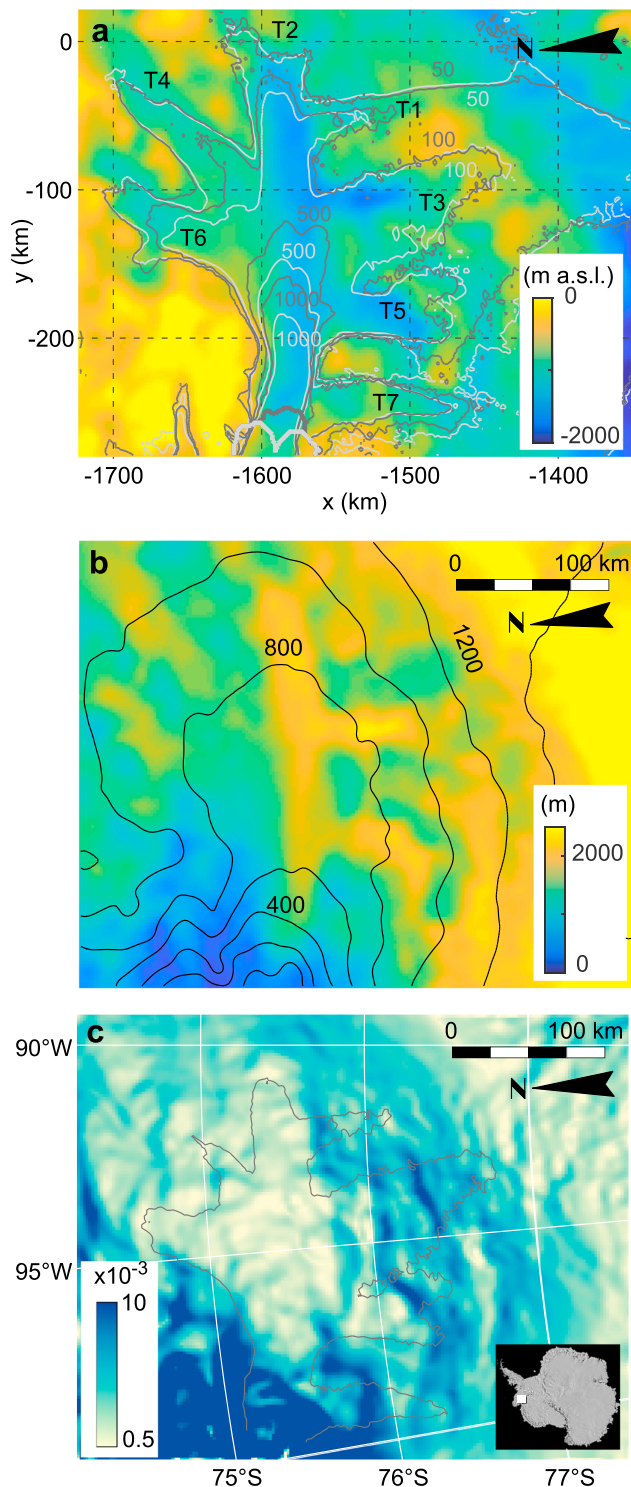 a
T2
N
0
T4
50
50
T1
100
100
-100
T3
500
T6
500
y (km)
(m a.s.l.)
0
1000
T5
-200
1000
T7
-2000
-1700
-1600
-1500
-1400
x (km)
b
0
100 km
N
1200
800
(m)
2000
400
0
c
0
100 km
90°W
N
95°W
x10⁻³
10
0.5
75°S
76°S
77°S